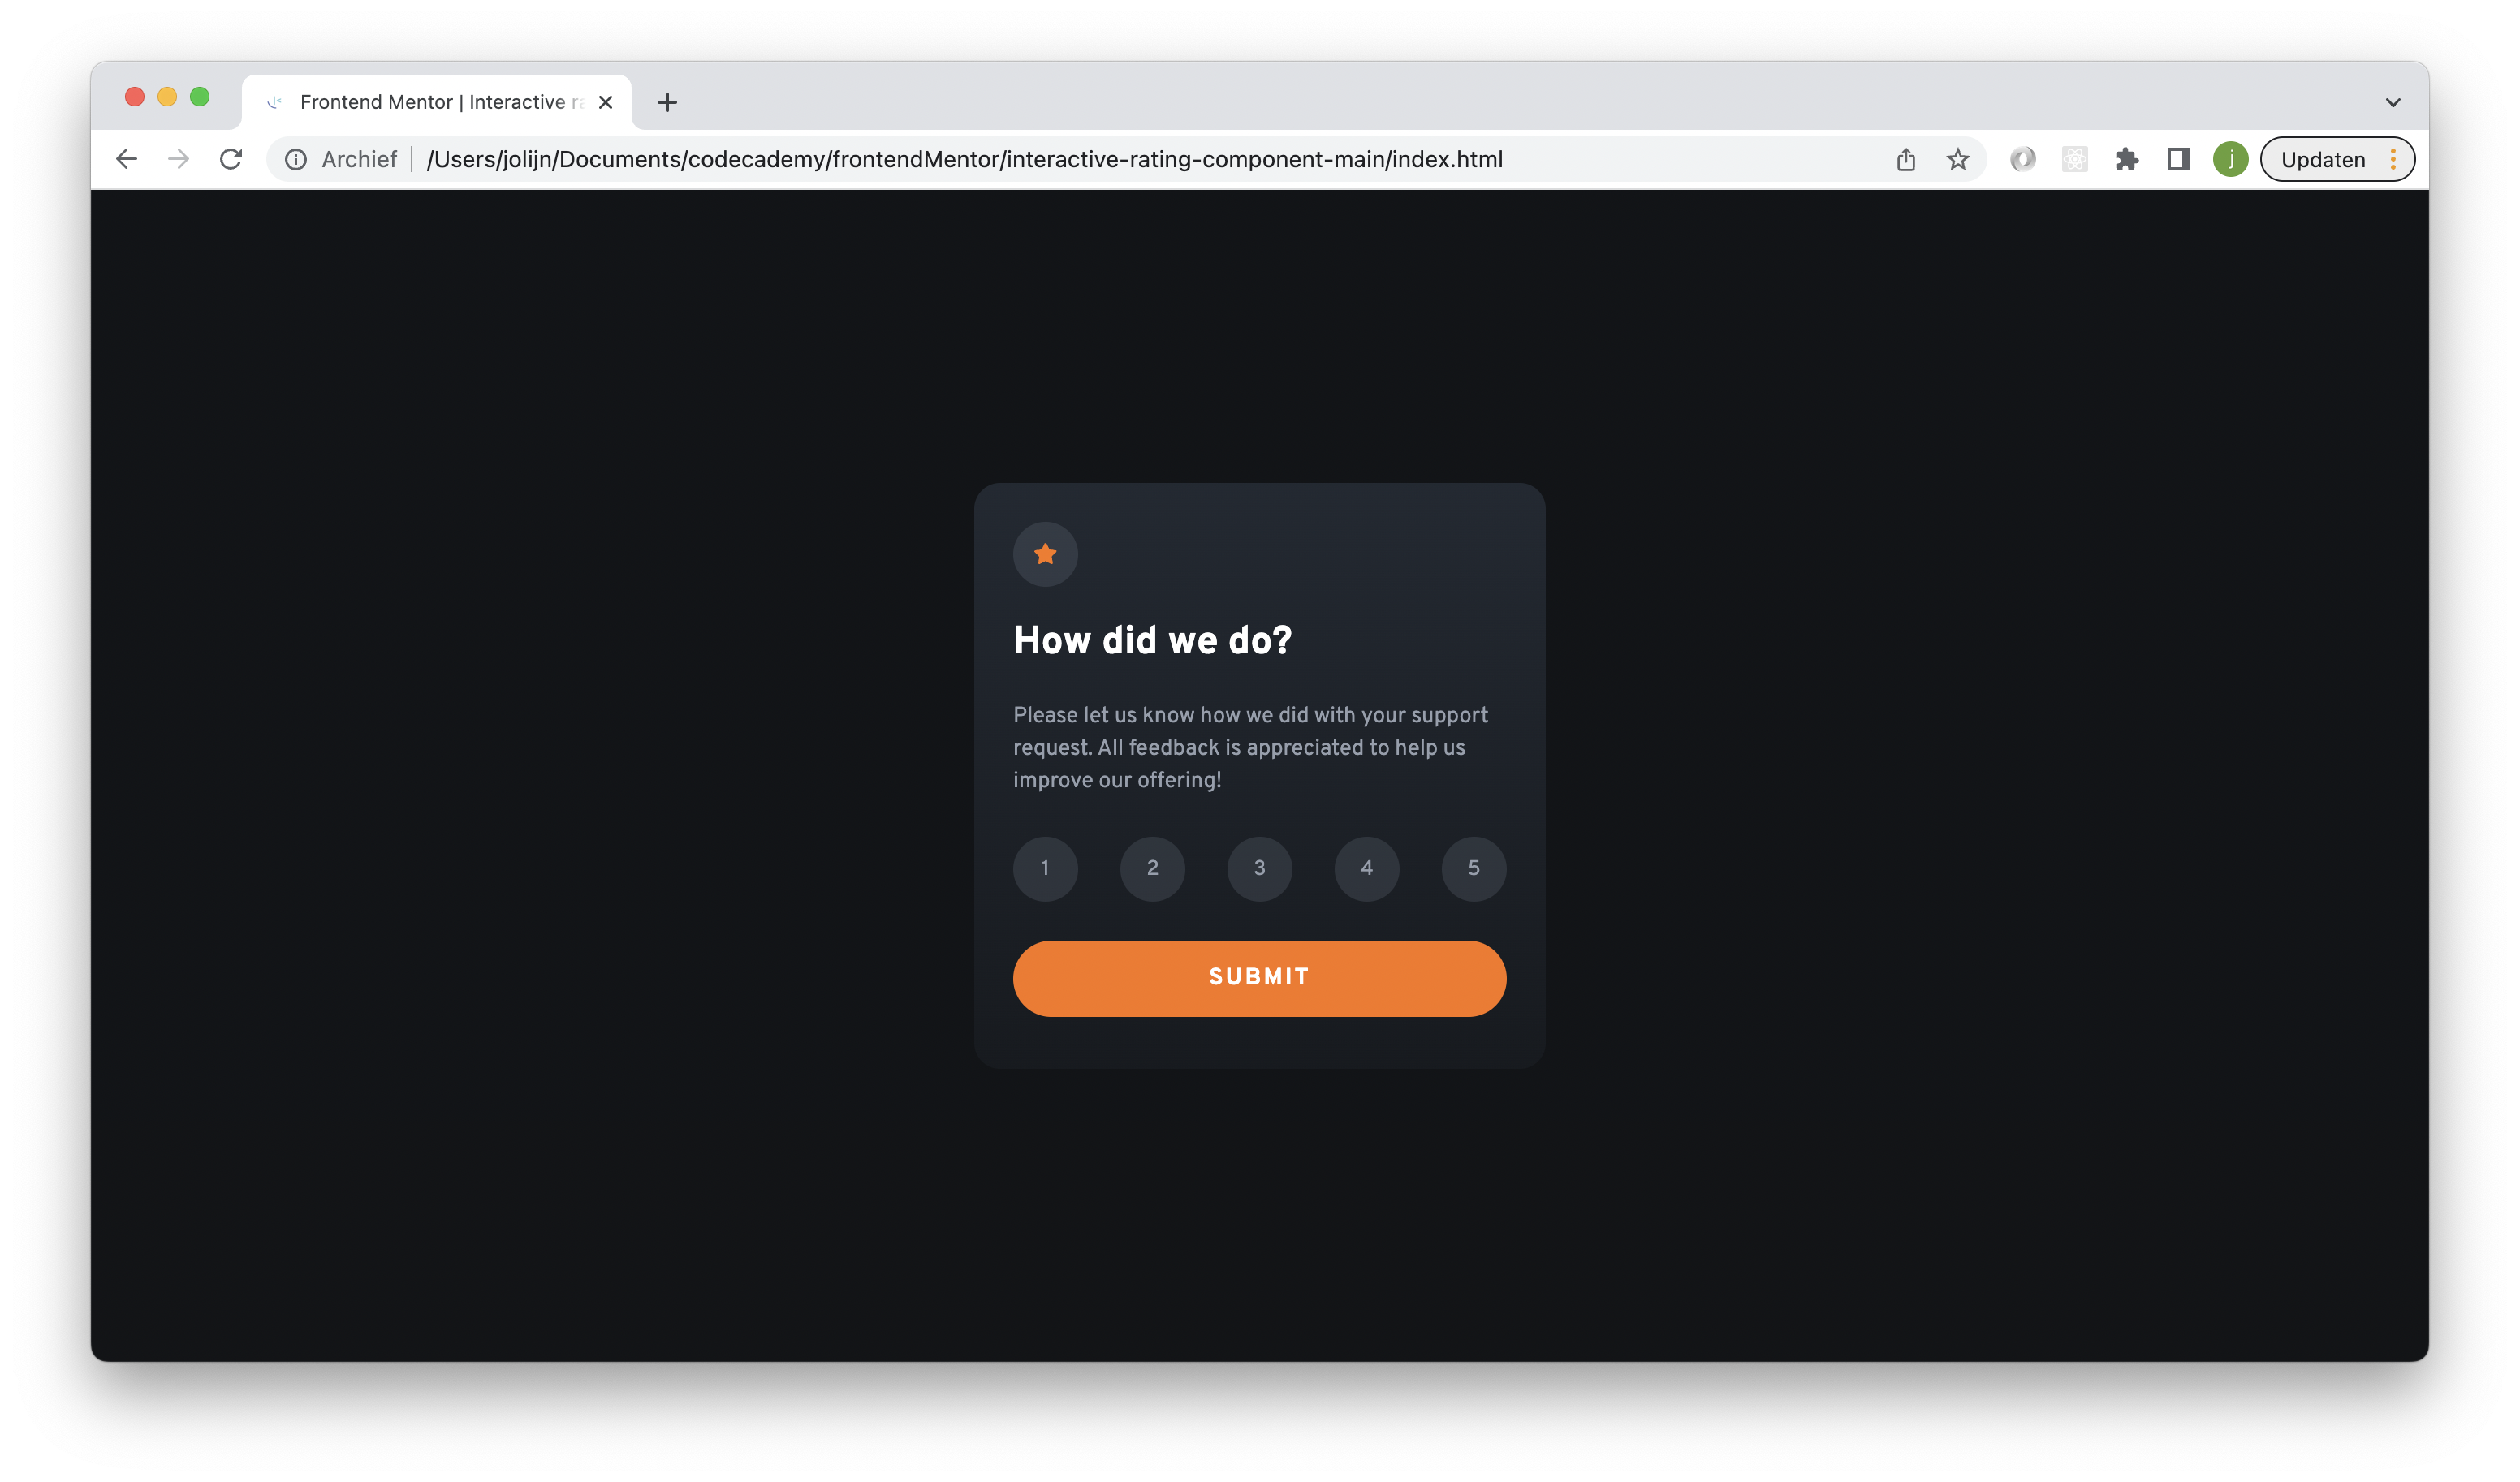 Frontend Mentor | Interactive
Archief
/Users/jolijn/Documents/codecademy/frontendMentor/interactive-rating-component-main/index.html
j
Updaten
How did we do?
Please let us know how we did with your support
request. All feedback is appreciated to help us
improve our offering!
1 2 3 4 5
SUBMIT